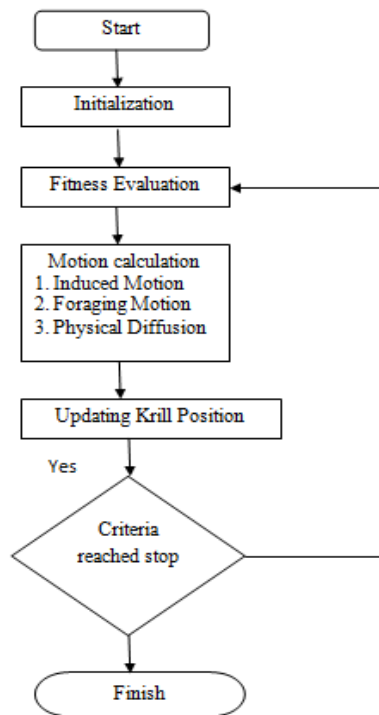 Start
Initialization
Fitness Evaluation
Motion calculation
1. Induced Motion
2. Foraging Motion
3. Physical Diffusion
Updating Krill Position
Yes
Criteria
reached stop
Finish